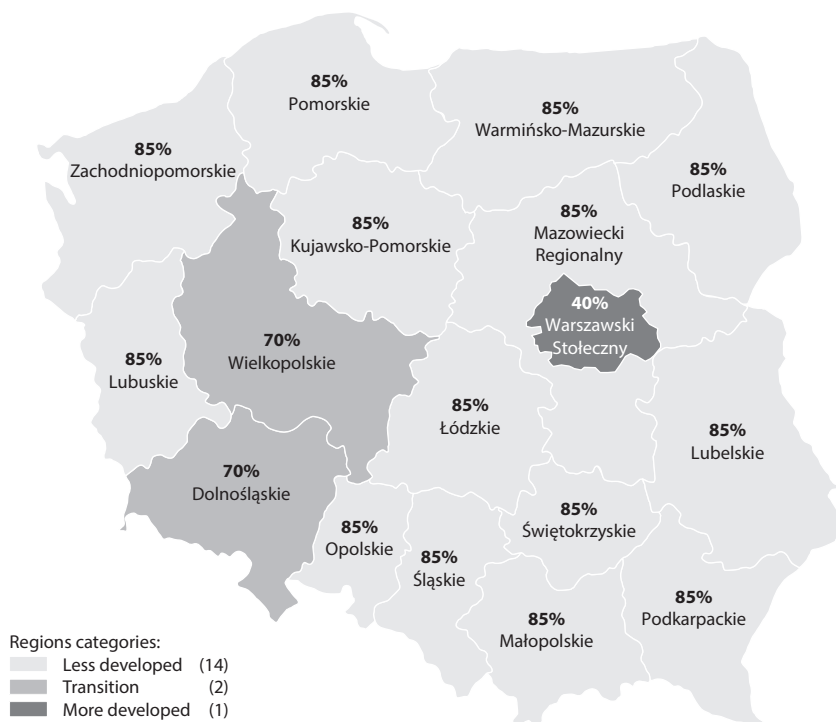 85%
Pomorskie
85%
Warmińsko-Mazurskie
85%
Zachodniopomorskie
85%
Podlaskie
85%
Kujawsko-Pomorskie
85%
Mazowiecki
Regionalny
40%
Warszawski
Stołeczny
70%
Wielkopolskie
85%
Lubuskie
85%
Łódzkie
85%
Lubelskie
70%
Dolnośląskie
85%
Opolskie
85%
Śląskie
85%
Świętokrzyskie
85%
Małopolskie
85%
Podkarpackie
Regions categories:
Less developed (14)
Transition (2)
More developed (1)